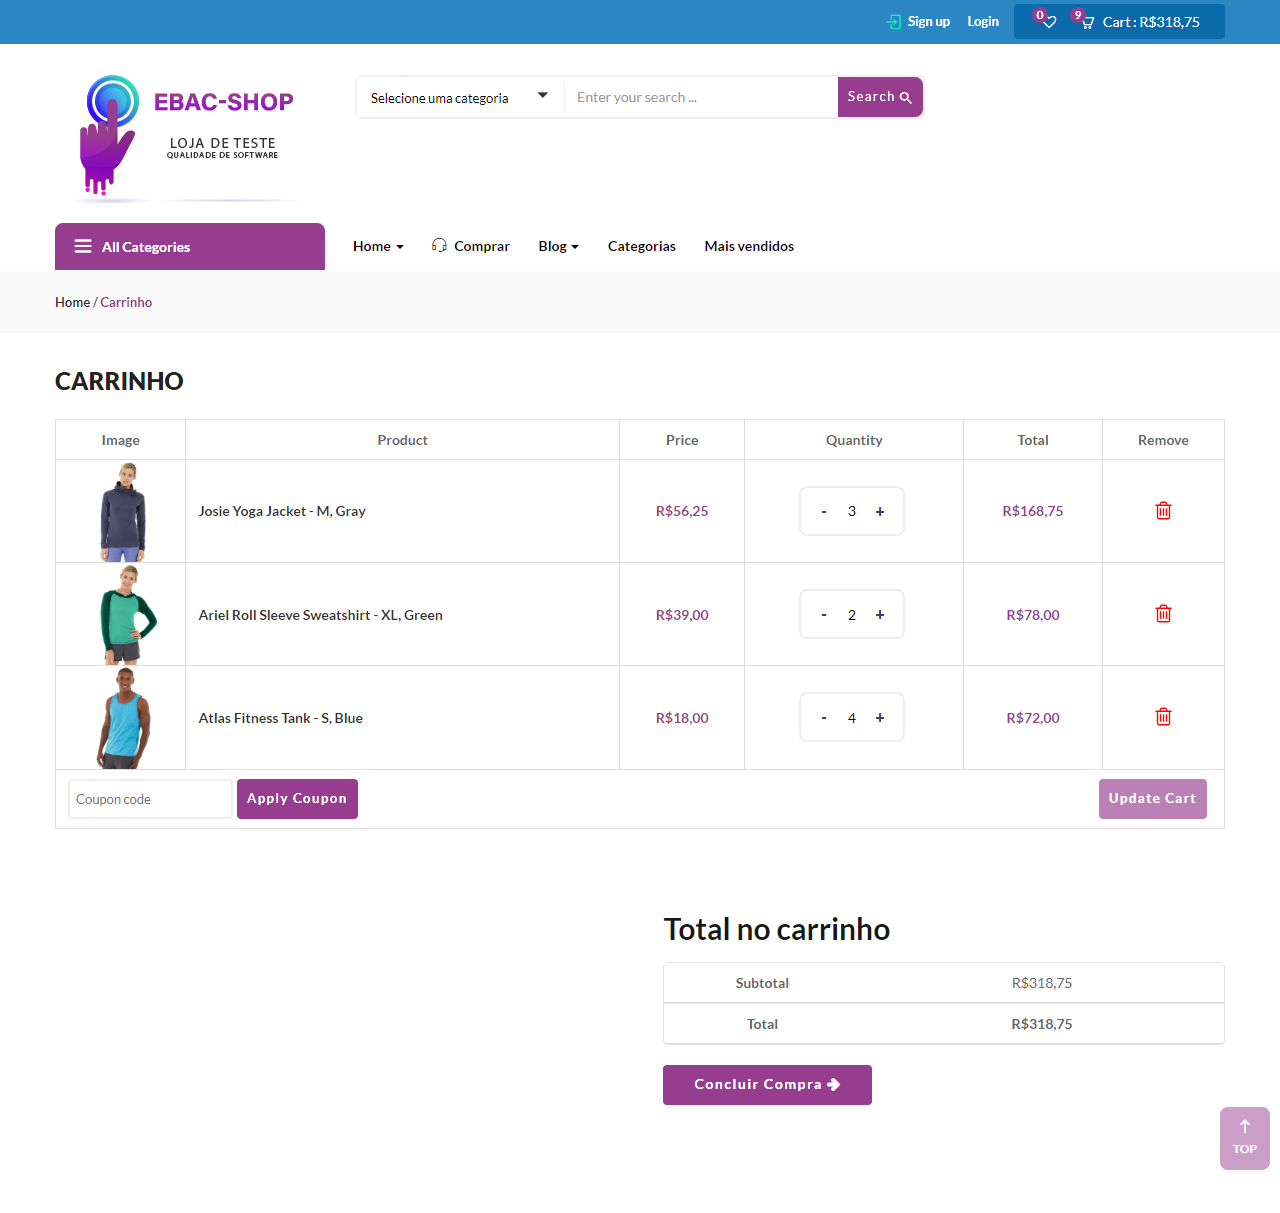 Sign up Login 0 9 Cart : R$318,75
EBAC-SHOP
LOJA DE TESTE
QUALIDADE DE SOFTWARE
Selecione uma categoria Enter your search ... Search
All Categories Home Comprar Blog Categorias Mais vendidos
Home / Carrinho
CARRINHO
Image Product Price Quantity Total Remove
Josie Yoga Jacket - M, Gray R$56,25 - 3 + R$168,75
Ariel Roll Sleeve Sweatshirt - XL, Green R$39,00 - 2 + R$78,00
Atlas Fitness Tank - S, Blue R$18,00 - 4 + R$72,00
Coupon code Apply Coupon Update Cart
Total no carrinho
Subtotal R$318,75
Total R$318,75
Concluir Compra
TOP